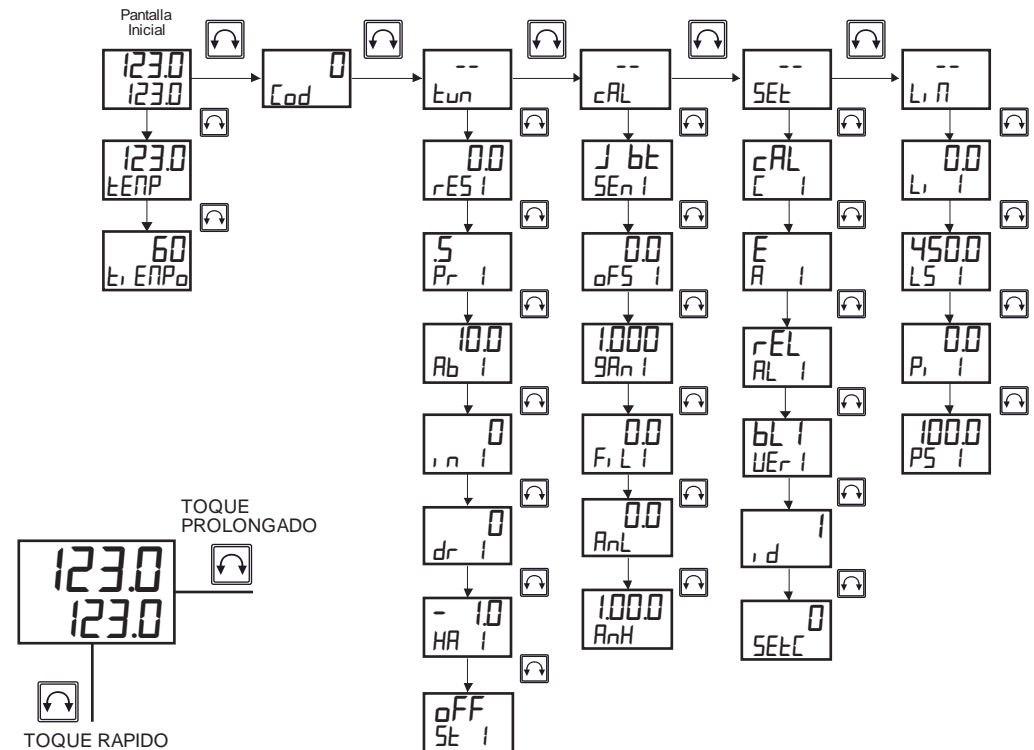 Pantalla
Inicial
123.0
123.0
123.0
tEMP
60
tiEMPo
0
Cod
--
tun
0.0
rES 1
.5
Pr 1
10.0
Ab 1
0
in 1
0
dr 1
- 1.0
HA 1
oFF
St 1
--
cAL
J bt
SEn 1
0.0
oFS 1
1.000
gAn 1
0.0
FiL 1
0.0
AnL
1.00.0
AnH
--
SEt
cAL
C 1
E
A 1
rEL
AL 1
bL 1
UEr 1
1
id
0
SEtC
--
LiM
0.0
Li 1
450.0
LS 1
0.0
Pi 1
100.0
PS 1
TOQUE
PROLONGADO
123.0
123.0
TOQUE RAPIDO